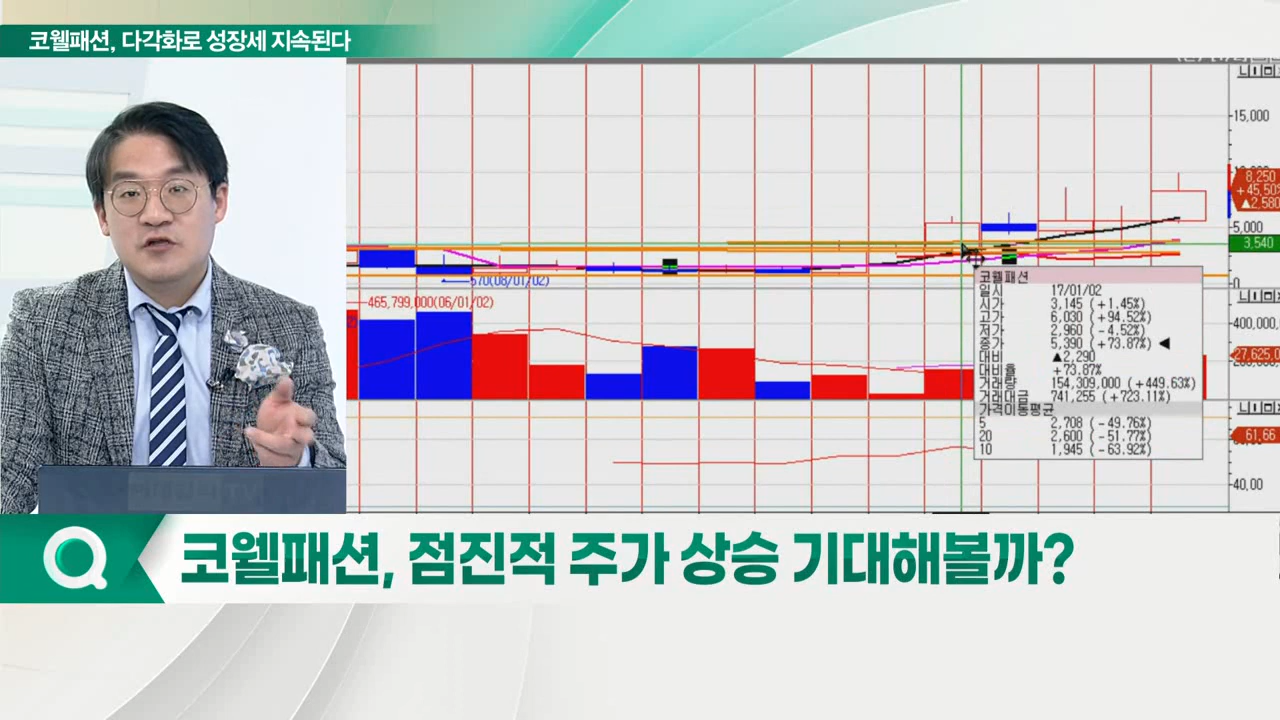 코웰패션, 다각화로 성장세 지속된다
15,000
8,250
+45.50%
▲2,580
5,000
3,540
0
570(08/01/02)
465,799,000(06/01/02)
400,000
27,625,0
61,66
40,00
코웰패션
일시 17/01/02
시가 3,145 (+1.45%)
고가 6,030 (+94.52%)
저가 2,960 (-4.52%)
종가 5,390 (+73.87%) ◀
대비 ▲2,290
대비율 +73.87%
거래량 154,309,000 (+449.63%)
거래대금 741,255 (+723.11%)
가격이동평균
5 2,708 (-49.76%)
20 2,600 (-51.77%)
10 1,945 (-63.92%)
코웰패션, 점진적 주가 상승 기대해볼까?